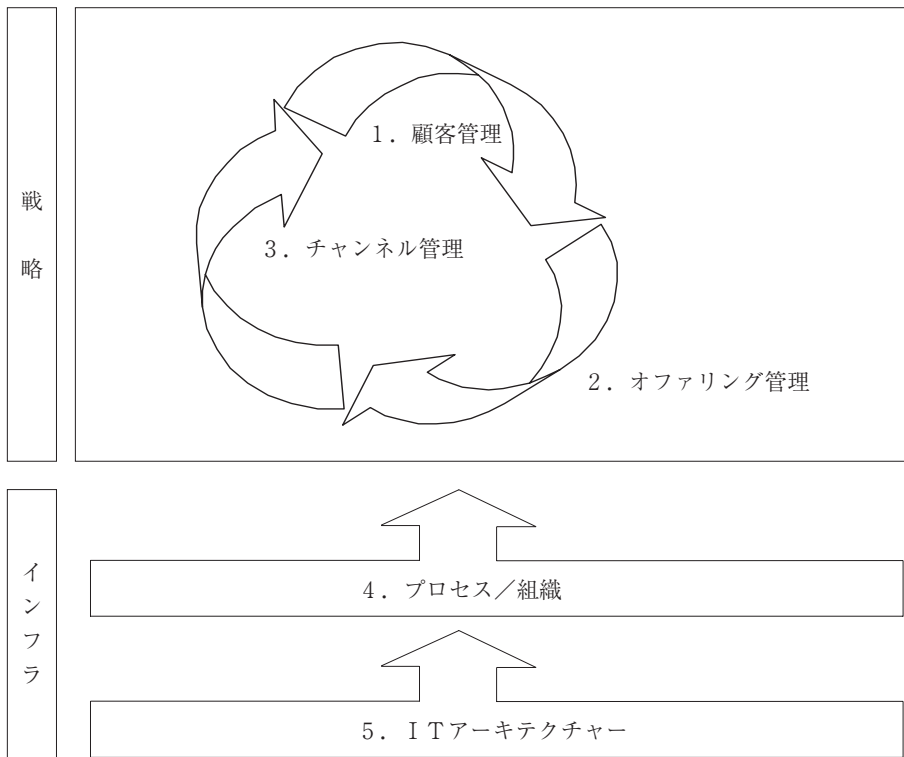 戦略
1．顧客管理
3．チャンネル管理
2．オファリング管理
インフラ
4．プロセス／組織
5．ＩＴアーキテクチャー